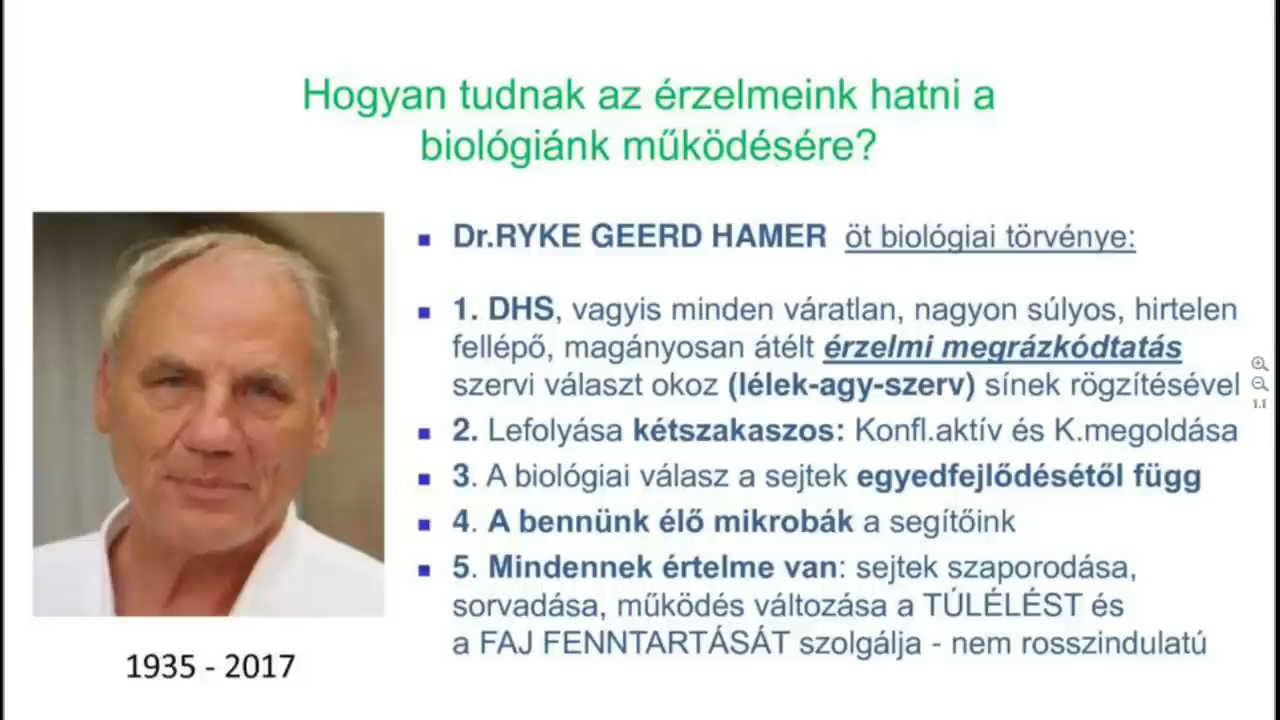 Hogyan tudnak az érzelmeink hatni a
biológiánk működésére?
Dr.RYKE GEERD HAMER öt biológiai törvénye:
1. DHS, vagyis minden váratlan, nagyon súlyos, hirtelen
fellépő, magányosan átélt érzelmi megrázkódtatás
szervi választ okoz (lélek-agy-szerv) sínek rögzítésével
2. Lefolyása kétszakaszos: Konfl.aktív és K.megoldása
3. A biológiai válasz a sejtek egyedfejlődésétől függ
4. A bennünk élő mikrobák a segítőink
5. Mindennek értelme van: sejtek szaporodása,
sorvadása, működés változása a TÚLÉLÉST és
a FAJ FENNTARTÁSÁT szolgálja - nem rosszindulatú
1935 - 2017
1.1